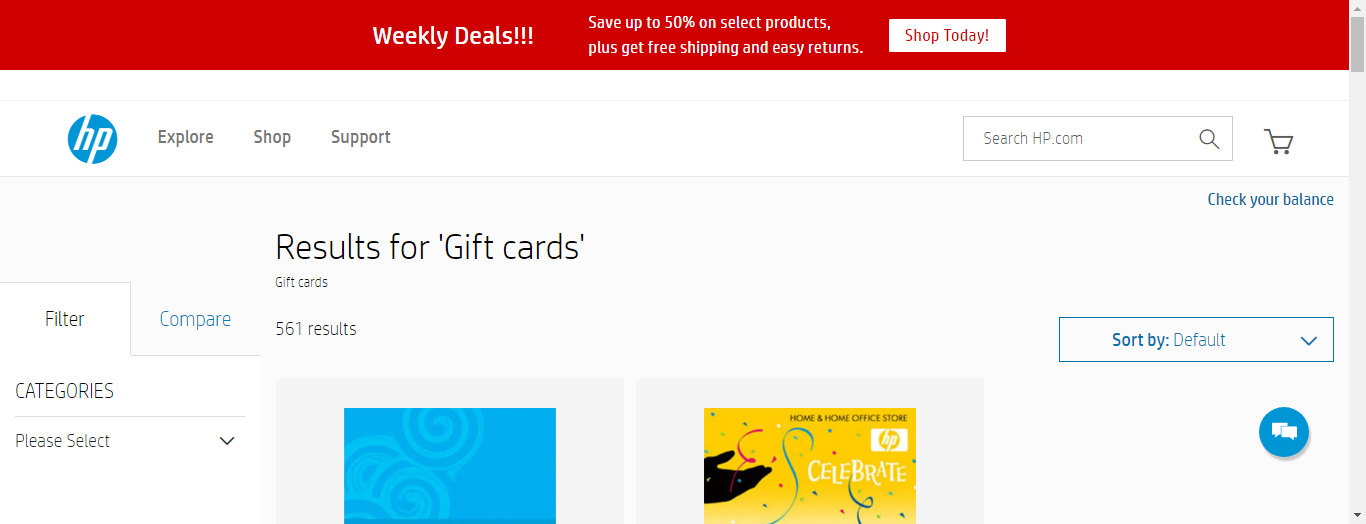 Weekly Deals!!!
Save up to 50% on select products,
plus get free shipping and easy returns.
Shop Today!
hp
Explore
Shop
Support
Search HP.com
Check your balance
Results for 'Gift cards'
Gift cards
Filter
Compare
561 results
Sort by: Default
CATEGORIES
Please Select
HOME & HOME OFFICE STORE
hp
CELEBRATE